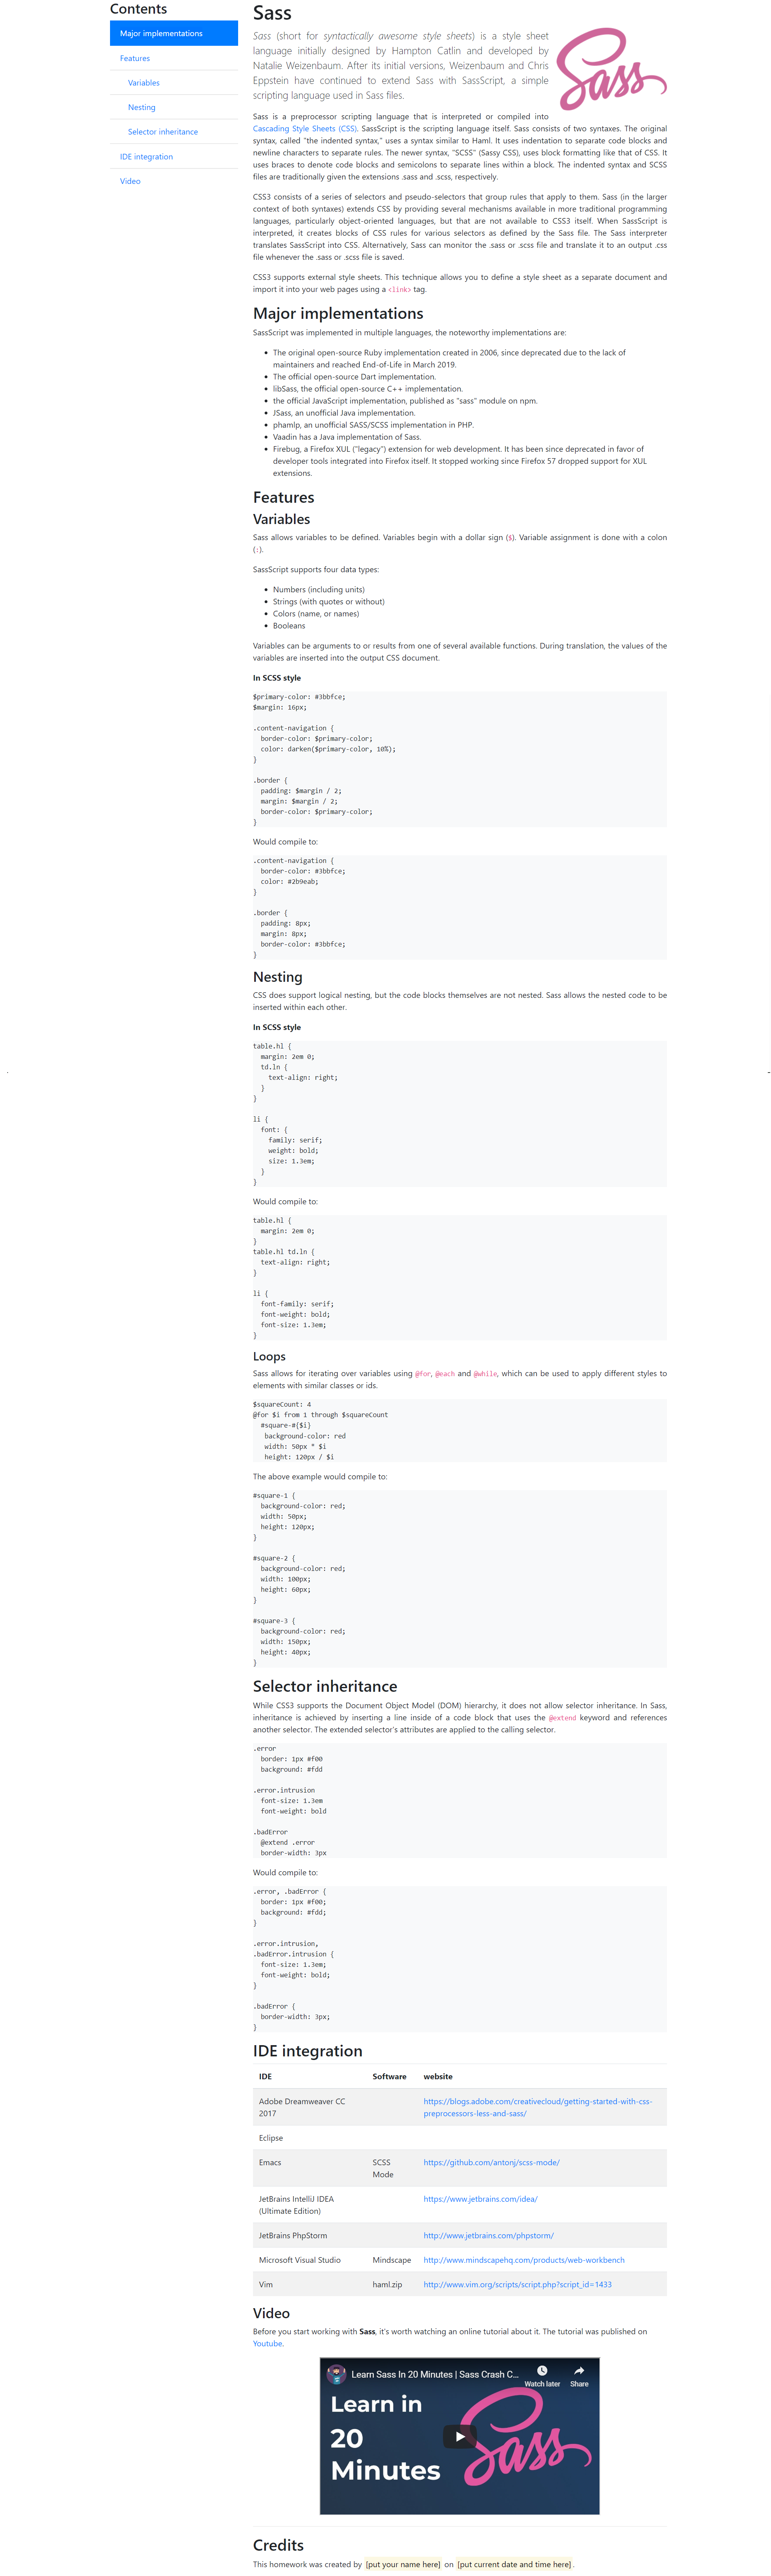 Contents
Major implementations
Features
Variables
Nesting
Selector inheritance
IDE integration
Video
Sass
Sass (short for syntactically awesome style sheets) is a style sheet
language initially designed by Hampton Catlin and developed by
Natalie Weizenbaum. After its initial versions, Weizenbaum and Chris
Eppstein have continued to extend Sass with SassScript, a simple
scripting language used in Sass files.
Sass
Sass is a preprocessor scripting language that is interpreted or compiled into
Cascading Style Sheets (CSS). SassScript is the scripting language itself. Sass consists of two syntaxes. The original
syntax, called "the indented syntax," uses a syntax similar to Haml. It uses indentation to separate code blocks and
newline characters to separate rules. The newer syntax, "SCSS" (Sassy CSS), uses block formatting like that of CSS. It
uses braces to denote code blocks and semicolons to separate lines within a block. The indented syntax and SCSS
files are traditionally given the extensions .sass and .scss, respectively.
CSS3 consists of a series of selectors and pseudo-selectors that group rules that apply to them. Sass (in the larger
context of both syntaxes) extends CSS by providing several mechanisms available in more traditional programming
languages, particularly object-oriented languages, but that are not available to CSS3 itself. When SassScript is
interpreted, it creates blocks of CSS rules for various selectors as defined by the Sass file. The Sass interpreter
translates SassScript into CSS. Alternatively, Sass can monitor the .sass or .scss file and translate it to an output .css
file whenever the .sass or .scss file is saved.
CSS3 supports external style sheets. This technique allows you to define a style sheet as a separate document and
import it into your web pages using a <link> tag.
Major implementations
SassScript was implemented in multiple languages, the noteworthy implementations are:
• The original open-source Ruby implementation created in 2006, since deprecated due to the lack of
maintainers and reached End-of-Life in March 2019.
• The official open-source Dart implementation.
• libSass, the official open-source C++ implementation.
• the official JavaScript implementation, published as "sass" module on npm.
• JSass, an unofficial Java implementation.
• phamlp, an unofficial SASS/SCSS implementation in PHP.
• Vaadin has a Java implementation of Sass.
• Firebug, a Firefox XUL ("legacy") extension for web development. It has been since deprecated in favor of
developer tools integrated into Firefox itself. It stopped working since Firefox 57 dropped support for XUL
extensions.
Features
Variables
Sass allows variables to be defined. Variables begin with a dollar sign ($). Variable assignment is done with a colon
(:).
SassScript supports four data types:
• Numbers (including units)
• Strings (with quotes or without)
• Colors (name, or names)
• Booleans
Variables can be arguments to or results from one of several available functions. During translation, the values of the
variables are inserted into the output CSS document.
In SCSS style
$primary-color: #3bbfce;
$margin: 16px;
.content-navigation {
border-color: $primary-color;
color: darken($primary-color, 10%);
}
.border {
padding: $margin / 2;
margin: $margin / 2;
border-color: $primary-color;
}
Would compile to:
.content-navigation {
border-color: #3bbfce;
color: #2b9eab;
}
.border {
padding: 8px;
margin: 8px;
border-color: #3bbfce;
}
Nesting
CSS does support logical nesting, but the code blocks themselves are not nested. Sass allows the nested code to be
inserted within each other.
In SCSS style
table.hl {
margin: 2em 0;
td.ln {
text-align: right;
}
}
li {
font: {
family: serif;
weight: bold;
size: 1.3em;
}
}
Would compile to:
table.hl {
margin: 2em 0;
}
table.hl td.ln {
text-align: right;
}
li {
font-family: serif;
font-weight: bold;
font-size: 1.3em;
}
Loops
Sass allows for iterating over variables using @for, @each and @while, which can be used to apply different styles to
elements with similar classes or ids.
$squareCount: 4
@for $i from 1 through $squareCount
#square-#{$i}
background-color: red
width: 50px * $i
height: 120px / $i
The above example would compile to:
#square-1 {
background-color: red;
width: 50px;
height: 120px;
}
#square-2 {
background-color: red;
width: 100px;
height: 60px;
}
#square-3 {
background-color: red;
width: 150px;
height: 40px;
}
Selector inheritance
While CSS3 supports the Document Object Model (DOM) hierarchy, it does not allow selector inheritance. In Sass,
inheritance is achieved by inserting a line inside of a code block that uses the @extend keyword and references
another selector. The extended selector's attributes are applied to the calling selector.
.error
border: 1px #f00
background: #fdd
.error.intrusion
font-size: 1.3em
font-weight: bold
.badError
@extend .error
border-width: 3px
Would compile to:
.error, .badError {
border: 1px #f00;
background: #fdd;
}
.error.intrusion,
.badError.intrusion {
font-size: 1.3em;
font-weight: bold;
}
.badError {
border-width: 3px;
}
IDE integration
IDE Software website
Adobe Dreamweaver CC 2017 https://blogs.adobe.com/creativecloud/getting-started-with-css-preprocessors-less-and-sass/
Eclipse
Emacs SCSS Mode https://github.com/antonj/scss-mode/
JetBrains IntelliJ IDEA (Ultimate Edition) https://www.jetbrains.com/idea/
JetBrains PhpStorm http://www.jetbrains.com/phpstorm/
Microsoft Visual Studio Mindscape http://www.mindscapehq.com/products/web-workbench
Vim haml.zip http://www.vim.org/scripts/script.php?script_id=1433
Video
Before you start working with Sass, it's worth watching an online tutorial about it. The tutorial was published on
Youtube.
Learn Sass In 20 Minutes | Sass Crash C...
Watch later Share
Learn in
20
Minutes
Sass
Credits
This homework was created by [put your name here] on [put current date and time here].